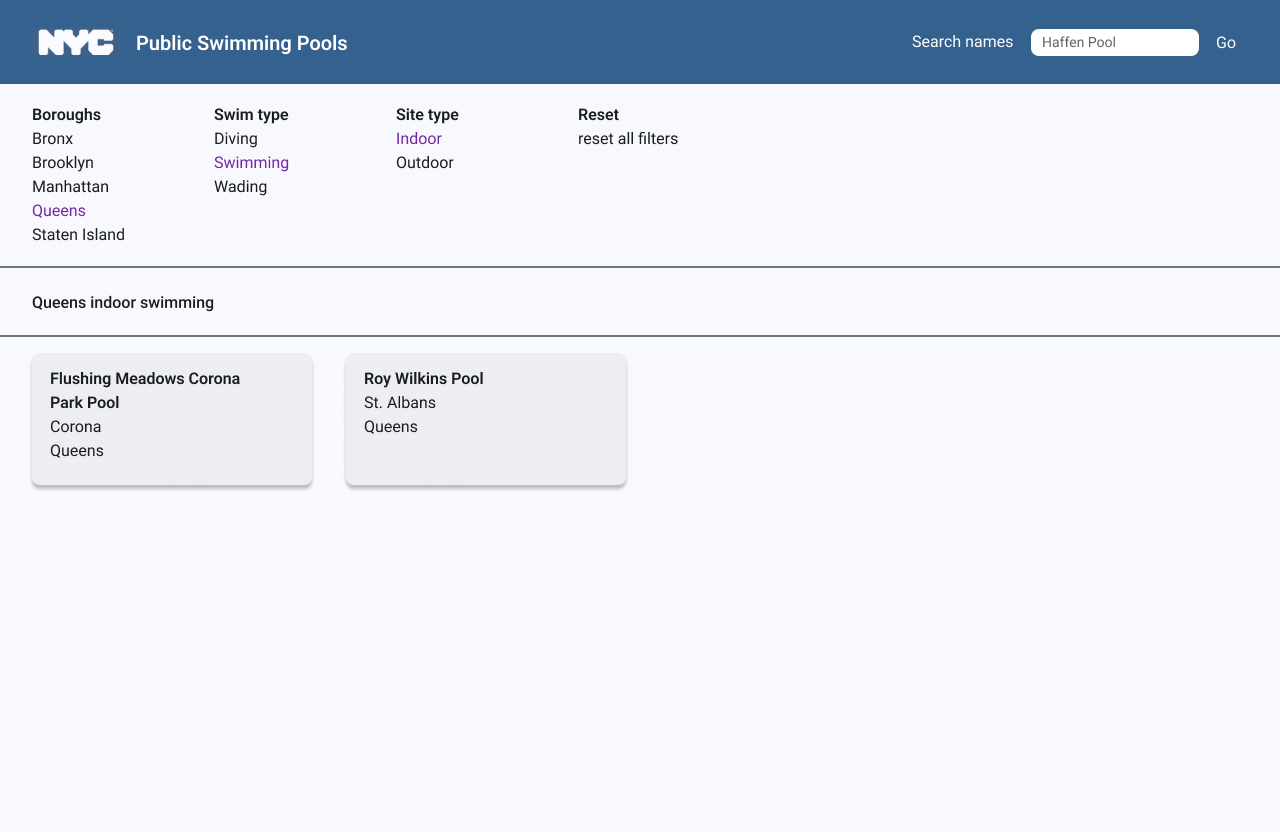 NYC
Public Swimming Pools
Search names
Haffen Pool
Go
Boroughs
Bronx
Brooklyn
Manhattan
Queens
Staten Island
Swim type
Diving
Swimming
Wading
Site type
Indoor
Outdoor
Reset
reset all filters
Queens indoor swimming
Flushing Meadows Corona
Park Pool
Corona
Queens
Roy Wilkins Pool
St. Albans
Queens